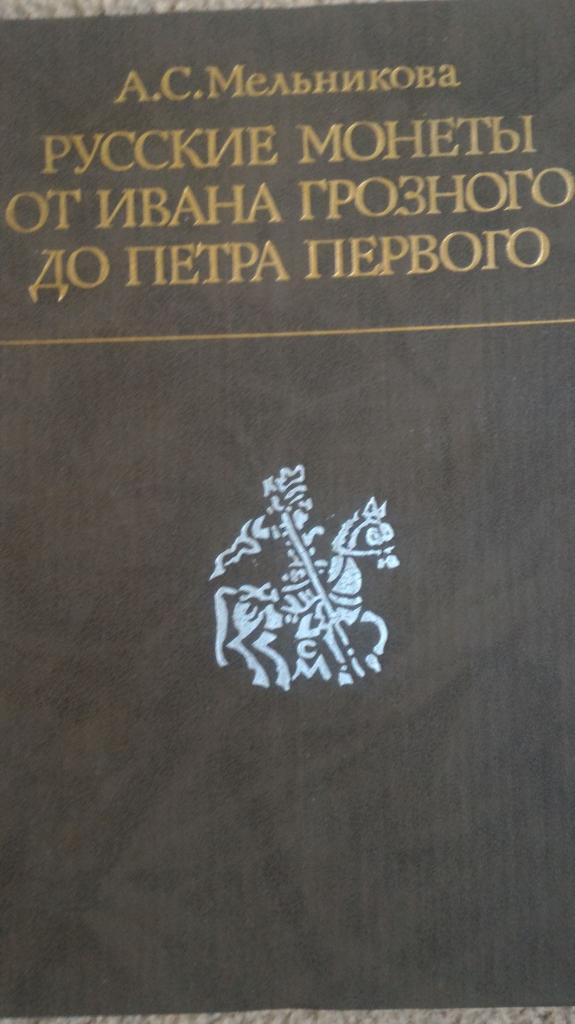 А.С.Мельникова
РУССКИЕ МОНЕТЫ
ОТ ИВАНА ГРОЗНОГО
ДО ПЕТРА ПЕРВОГО